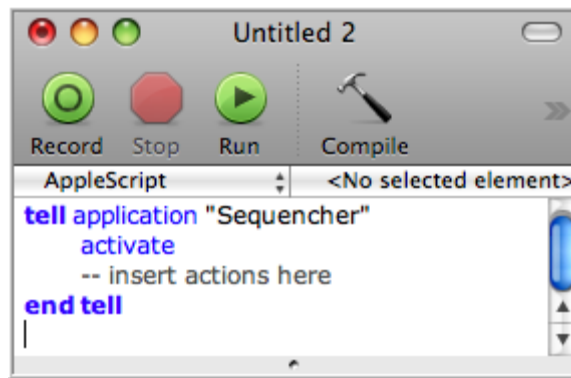 Untitled 2
Record Stop Run Compile
AppleScript <No selected element>
tell application "Sequencher"
activate
-- insert actions here
end tell